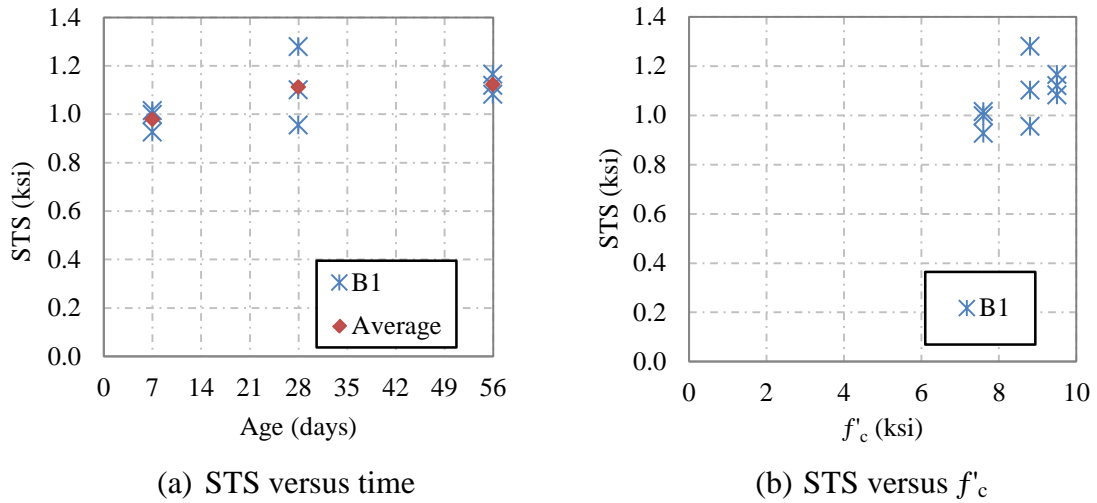 1.4
1.2
1.0
0.8
0.6
0.4
0.2
0.0
STS (ksi)
0 7 14 21 28 35 42 49 56
Age (days)
B1
Average
(a) STS versus time
1.4
1.2
1.0
0.8
0.6
0.4
0.2
0.0
STS (ksi)
0 2 4 6 8 10
f'c (ksi)
B1
(b) STS versus f'c